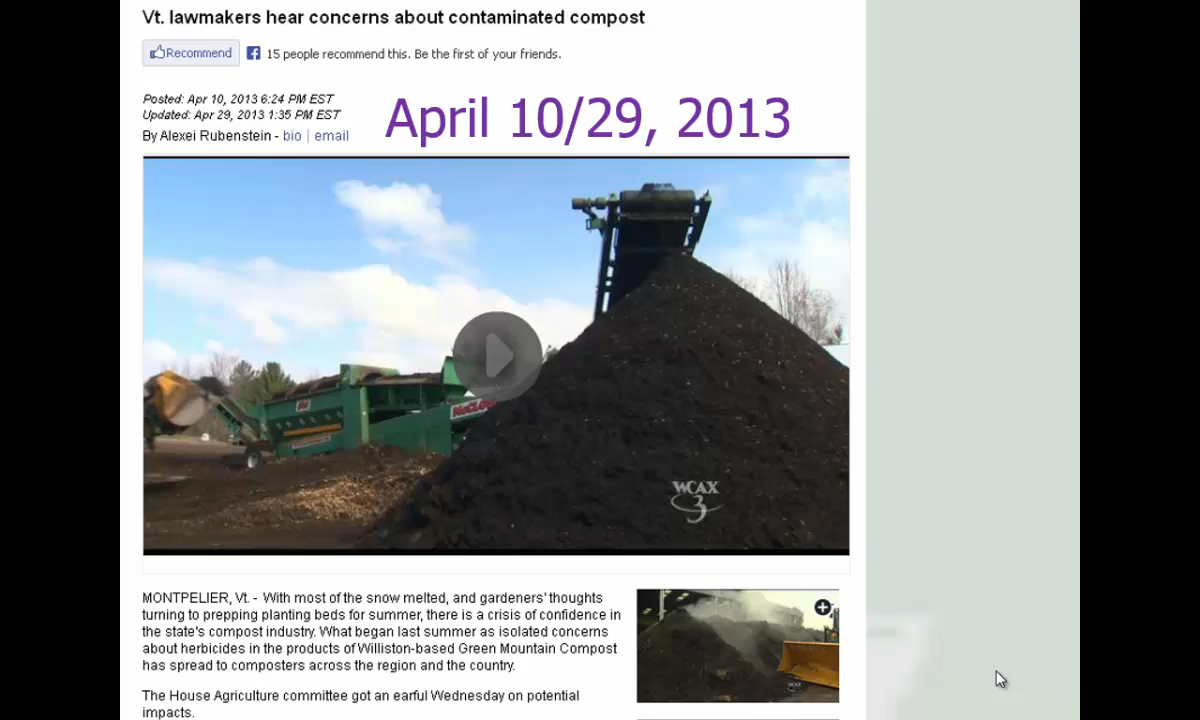 Vt. lawmakers hear concerns about contaminated compost
Recommend
15 people recommend this. Be the first of your friends.
Posted: Apr 10, 2013 6:24 PM EST
Updated: Apr 29, 2013 1:35 PM EST
By Alexei Rubenstein - bio | email
April 10/29, 2013
WCAX
3
MONTPELIER, Vt. - With most of the snow melted, and gardeners' thoughts
turning to prepping planting beds for summer, there is a crisis of confidence in
the state's compost industry. What began last summer as isolated concerns
about herbicides in the products of Williston-based Green Mountain Compost
has spread to composters across the region and the country.
The House Agriculture committee got an earful Wednesday on potential
impacts.